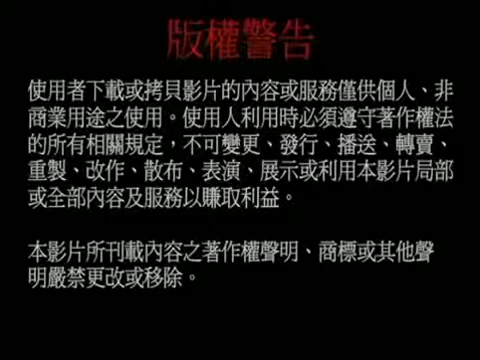 版權警告
使用者下載或拷貝影片的內容或服務僅供個人、非
商業用途之使用。使用人利用時必須遵守著作權法
的所有相關規定，不可變更、發行、播送、轉賣、
重製、改作、散布、表演、展示或利用本影片局部
或全部內容及服務以賺取利益。
本影片所刊載內容之著作權聲明、商標或其他聲
明嚴禁更改或移除。